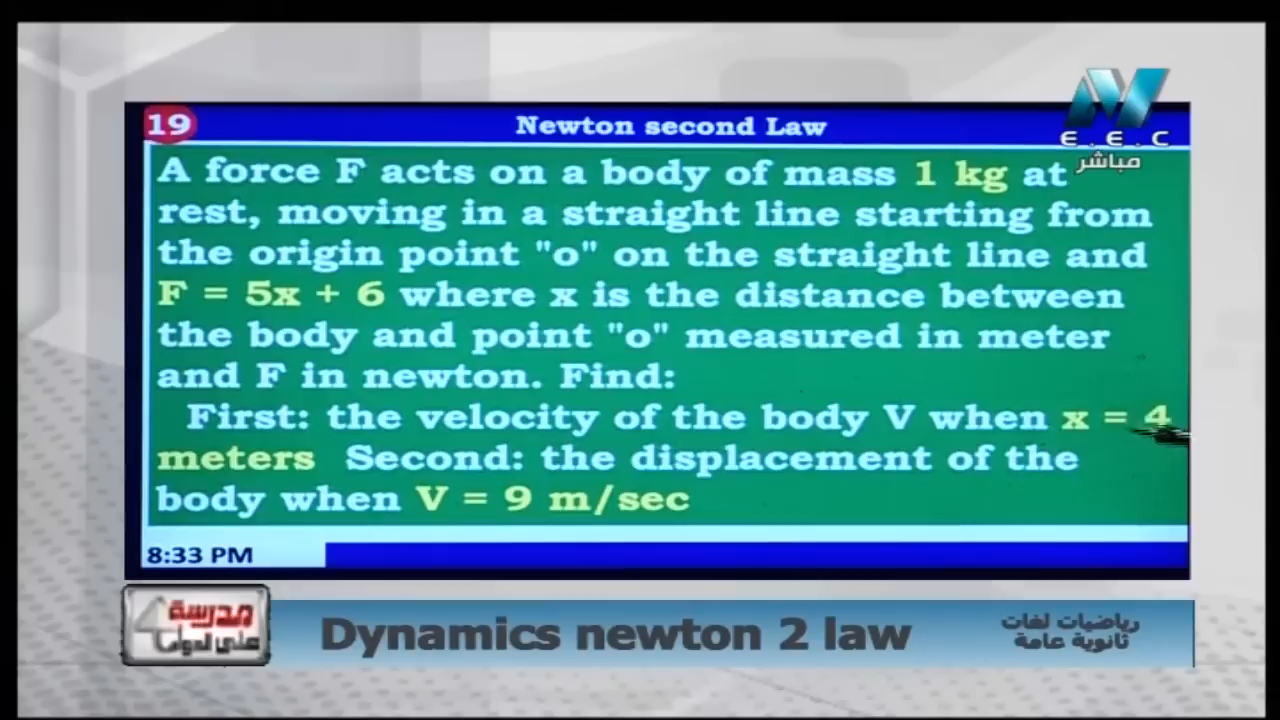 19 Newton second Law
E . E . C
مباشر
A force F acts on a body of mass 1 kg at
rest, moving in a straight line starting from
the origin point "o" on the straight line and
F = 5x + 6 where x is the distance between
the body and point "o" measured in meter
and F in newton. Find:
First: the velocity of the body V when x = 4
meters Second: the displacement of the
body when V = 9 m/sec
8:33 PM
مدرسة
على الهواء
Dynamics newton 2 law
رياضيات لغات
ثانوية عامة